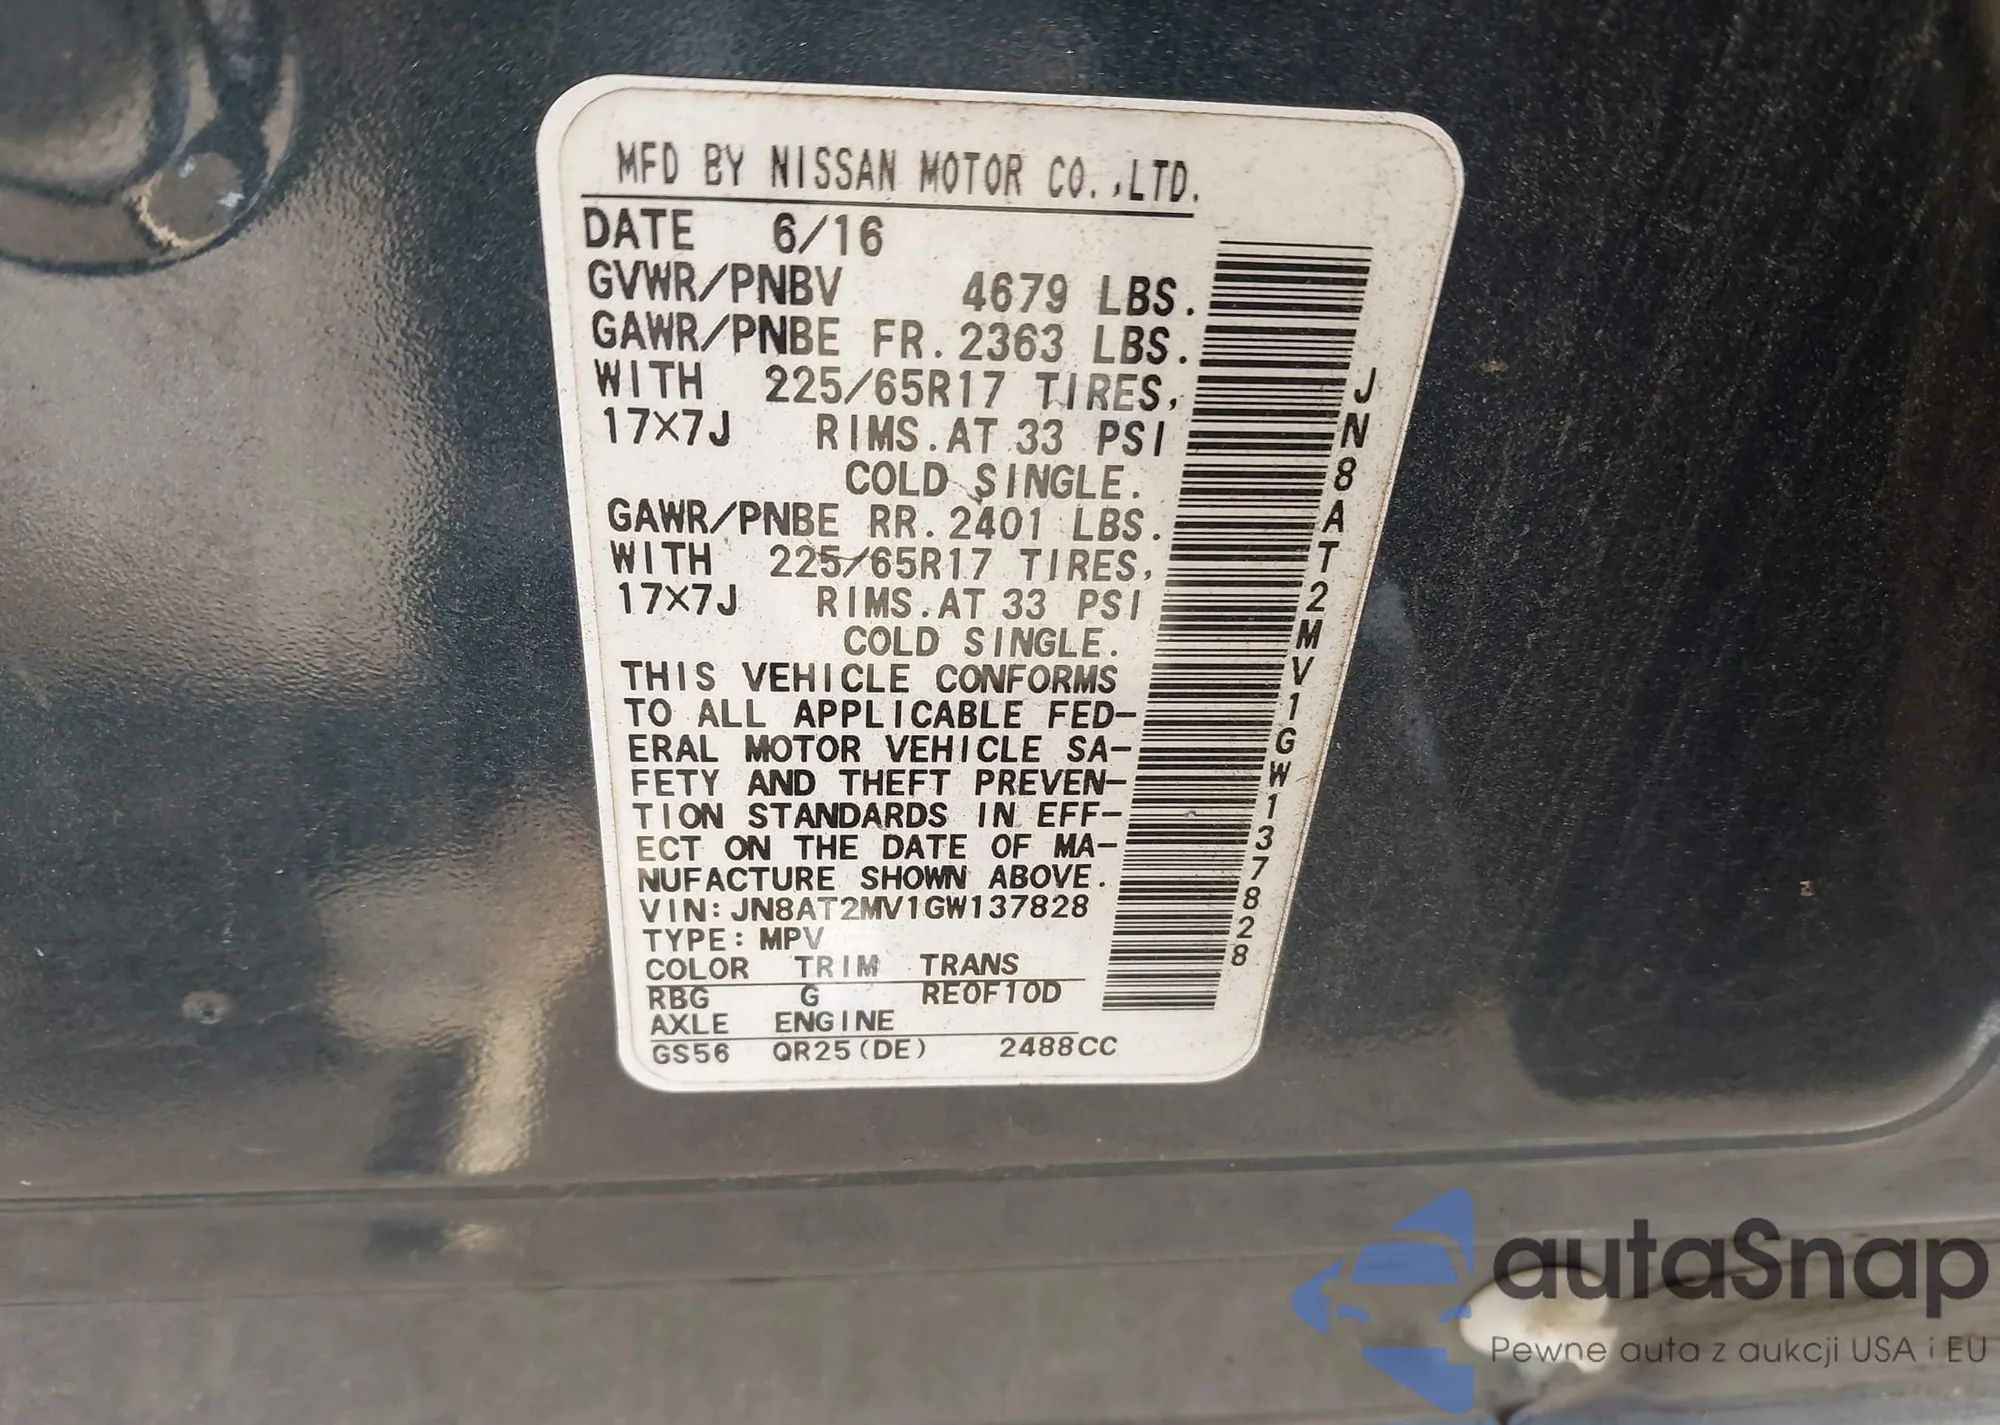 MFD BY NISSAN MOTOR CO.,LTD.
DATE 6/16
GVWR/PNBV 4679 LBS.
GAWR/PNBE FR. 2363 LBS.
WITH 225/65R17 TIRES,
17×7J RIMS.AT 33 PSI
COLD SINGLE.
GAWR/PNBE RR. 2401 LBS.
WITH 225/65R17 TIRES,
17×7J RIMS.AT 33 PSI
COLD SINGLE.
THIS VEHICLE CONFORMS
TO ALL APPLICABLE FED-
ERAL MOTOR VEHICLE SA-
FETY AND THEFT PREVEN-
TION STANDARDS IN EFF-
ECT ON THE DATE OF MA-
NUFACTURE SHOWN ABOVE.
VIN:JN8AT2MV1GW137828
TYPE:MPV
COLOR TRIM TRANS
RBG G RE0F10D
AXLE ENGINE
GS56 QR25(DE) 2488CC
JN8AT2MV1GW137828
autaSnap
Pewne auta z aukcji USA i EU